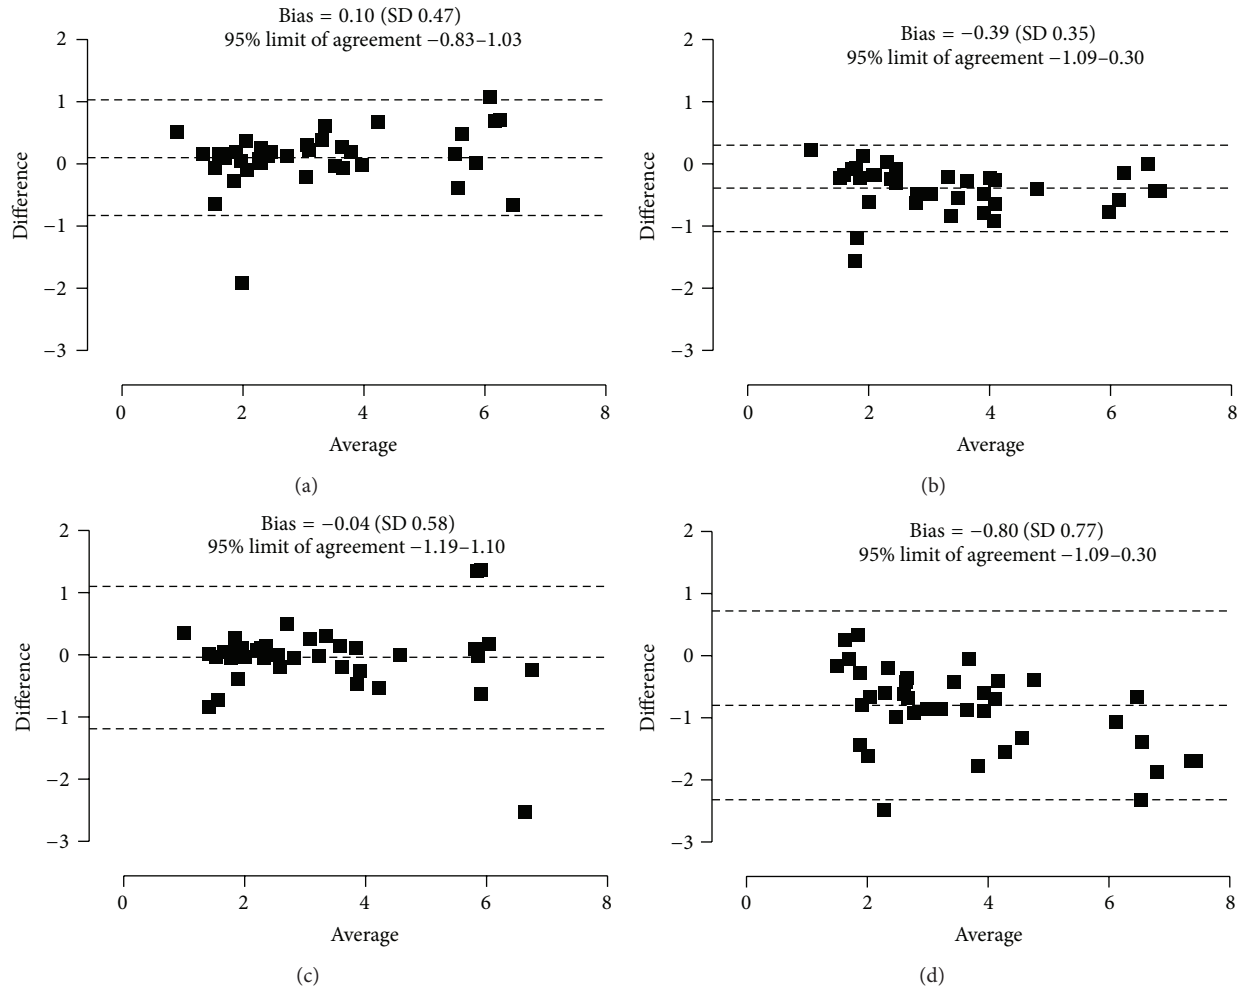 Bias = 0.10 (SD 0.47)
95% limit of agreement −0.83–1.03
2
1
0
−1
−2
−3
Difference
0
2
4
6
8
Average
(a)
Bias = −0.39 (SD 0.35)
95% limit of agreement −1.09–0.30
2
1
0
−1
−2
−3
Difference
0
2
4
6
8
Average
(b)
Bias = −0.04 (SD 0.58)
95% limit of agreement −1.19–1.10
2
1
0
−1
−2
−3
Difference
0
2
4
6
8
Average
(c)
Bias = −0.80 (SD 0.77)
95% limit of agreement −1.09–0.30
2
1
0
−1
−2
−3
Difference
0
2
4
6
8
Average
(d)